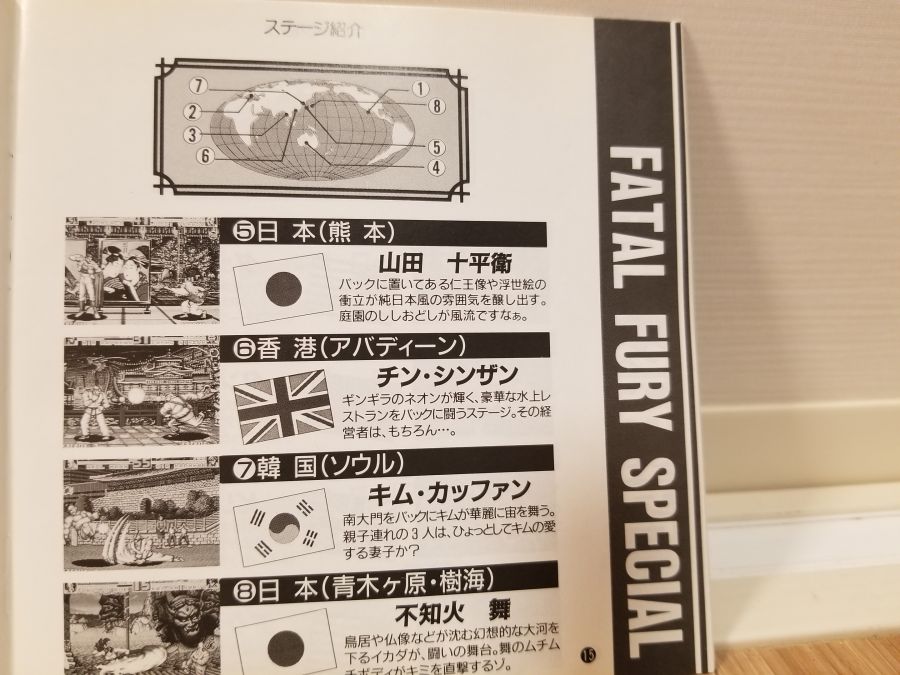 ステージ紹介
⑦
②
③
⑥
①
⑧
⑤
④
FATAL FURY SPECIAL
❺日 本(熊 本)
山田 十平衛
バックに置いてある仁王像や浮世絵の
衝立が純日本風の雰囲気を醸し出す。
庭園のししおどしが風流ですなぁ。
❻香 港(アバディーン)
チン・シンザン
ギンギラのネオンが輝く、豪華な水上レ
ストランをバックに闘うステージ。その経
営者は、もちろん…。
❼韓 国(ソウル)
キム・カッファン
南大門をバックにキムが華麗に宙を舞う。
親子連れの3人は、ひょっとしてキムの愛
する妻子か?
❽日 本(青木ヶ原・樹海)
不知火 舞
鳥居や仏像などが沈む幻想的な大河を
下るイカダが、闘いの舞台。舞のムチム
チボディがキミを直撃するゾ。
15